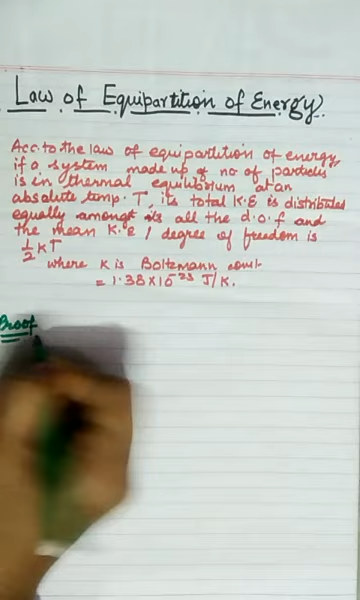 Law of Equipartition of Energy
Acc. to the law of equipartition of energy,
if a system made up of no of particles
is in thermal equilibrium at an
absolute temp. T, its total K.E is distributed
equally amongst its all the d.o.f and
the mean K.E / degree of freedom is
1/2 KT
where K is Boltzmann const.
= 1.38×10⁻²³ J/K.
Proof